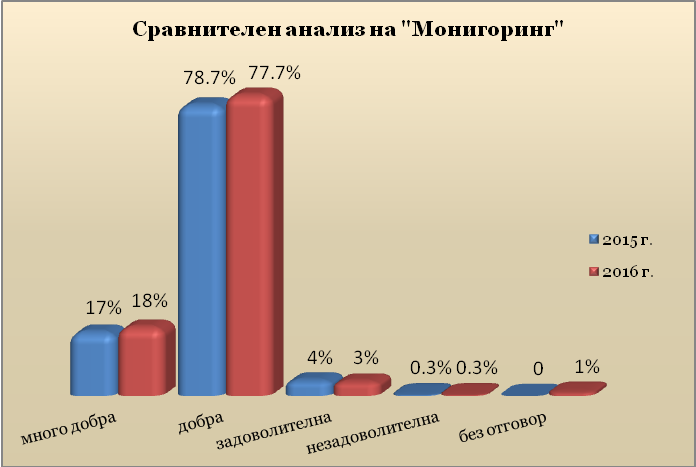 Сравнителен анализ на "Монигоринг"
78.7% 77.7%
17% 18%
4% 3%
0.3% 0.3%
0 1%
2015 г.
2016 г.
много добра
добра
задоволителна
незадоволителна
без отговор